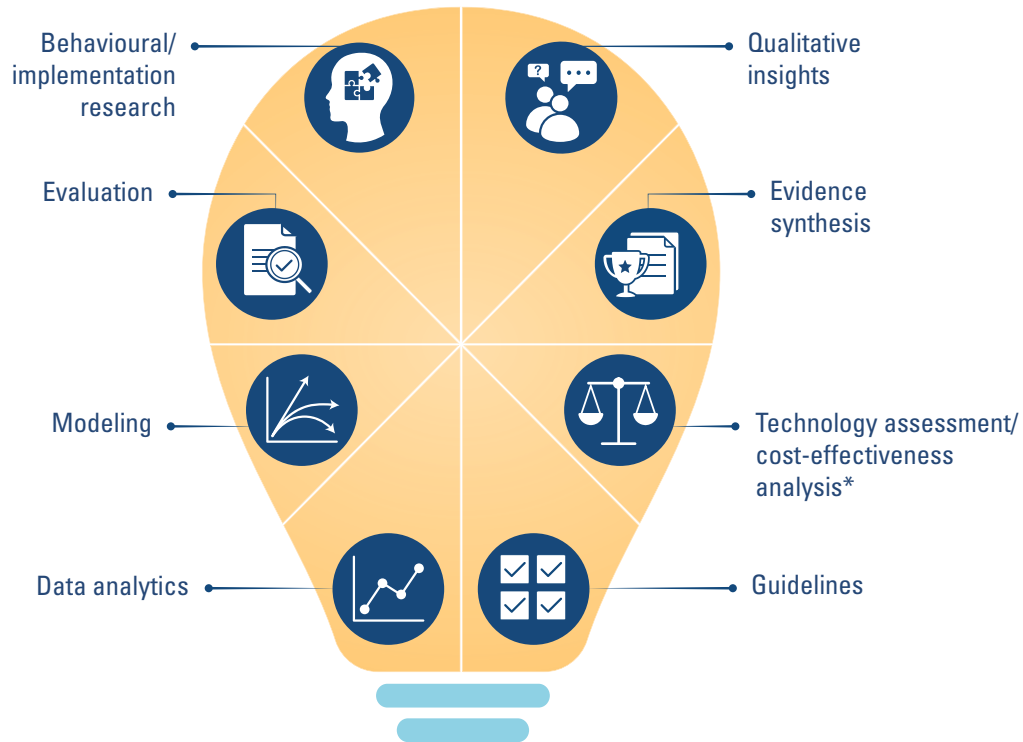 Behavioural/
implementation
research
Qualitative
insights
?
Evaluation
Evidence
synthesis
Modeling
Technology assessment/
cost-effectiveness
analysis*
Data analytics
Guidelines